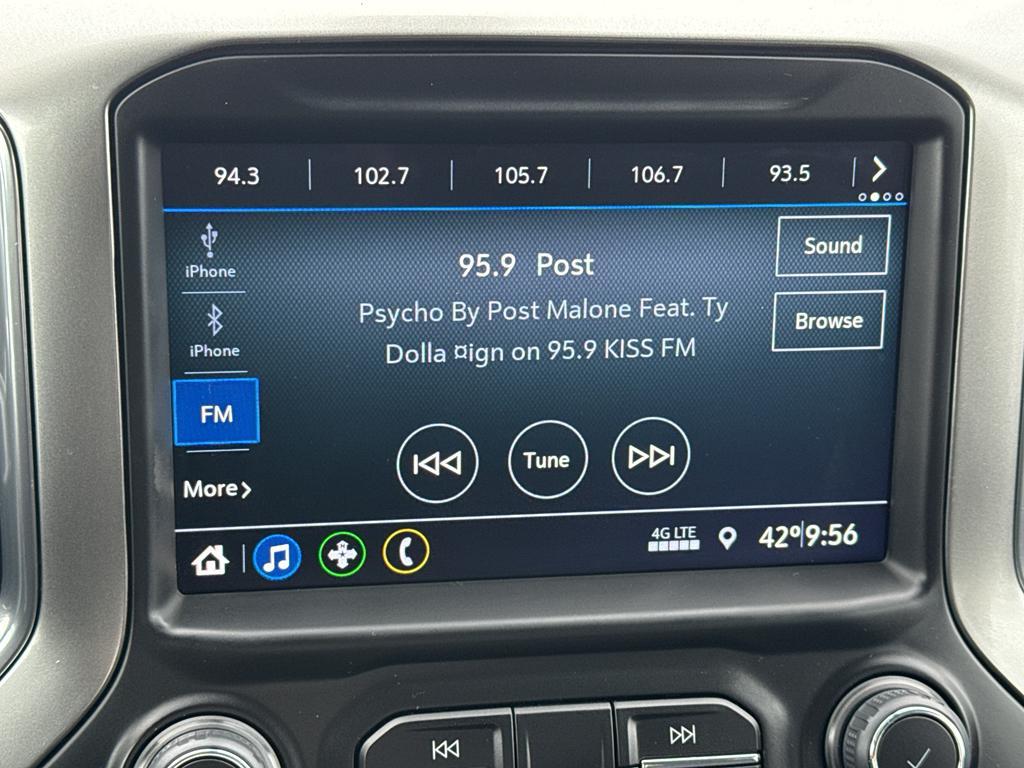 94.3 102.7 105.7 106.7 93.5
iPhone
95.9 Post
Sound
Psycho By Post Malone Feat. Ty
Dolla ¤ign on 95.9 KISS FM
Browse
iPhone
FM
Tune
More
4G LTE
42º 9:56